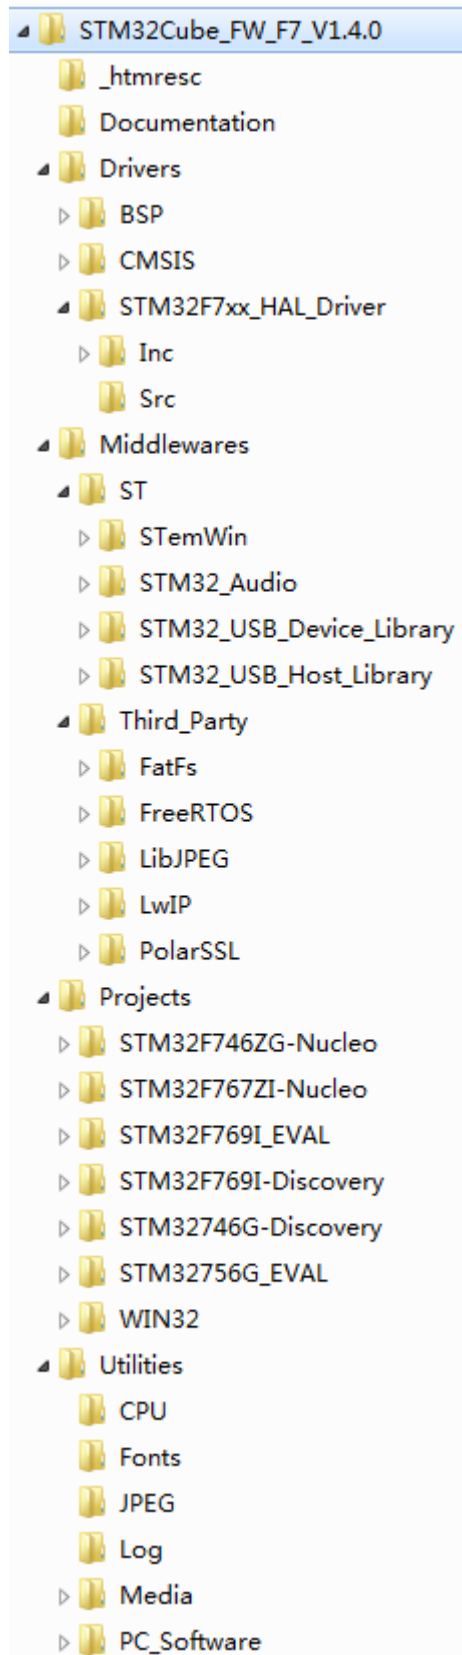 STM32Cube_FW_F7_V1.4.0
_htmresc
Documentation
Drivers
BSP
CMSIS
STM32F7xx_HAL_Driver
Inc
Src
Middlewares
ST
STemWin
STM32_Audio
STM32_USB_Device_Library
STM32_USB_Host_Library
Third_Party
FatFs
FreeRTOS
LibJPEG
LwIP
PolarSSL
Projects
STM32F746ZG-Nucleo
STM32F767ZI-Nucleo
STM32F769I_EVAL
STM32F769I-Discovery
STM32746G-Discovery
STM32756G_EVAL
WIN32
Utilities
CPU
Fonts
JPEG
Log
Media
PC_Software